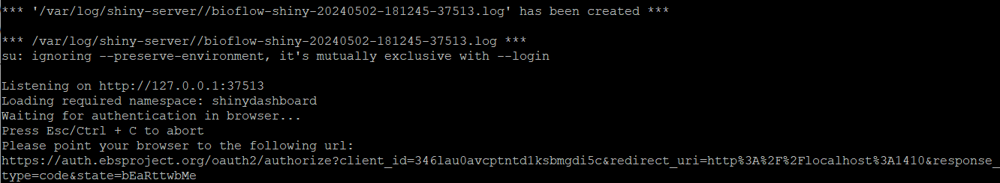 *** '/var/log/shiny-server//bioflow-shiny-20240502-181245-37513.log' has been created ***
*** /var/log/shiny-server//bioflow-shiny-20240502-181245-37513.log ***
su: ignoring --preserve-environment, it's mutually exclusive with --login
Listening on http://127.0.0.1:37513
Loading required namespace: shinydashboard
Waiting for authentication in browser...
Press Esc/Ctrl + C to abort
Please point your browser to the following url:
https://auth.ebsproject.org/oauth2/authorize?client_id=346lau0avcptntd1ksbmgdi5c&redirect_uri=http%3A%2F%2Flocalhost%3A1410&response_
type=code&state=bEaRttwbMe